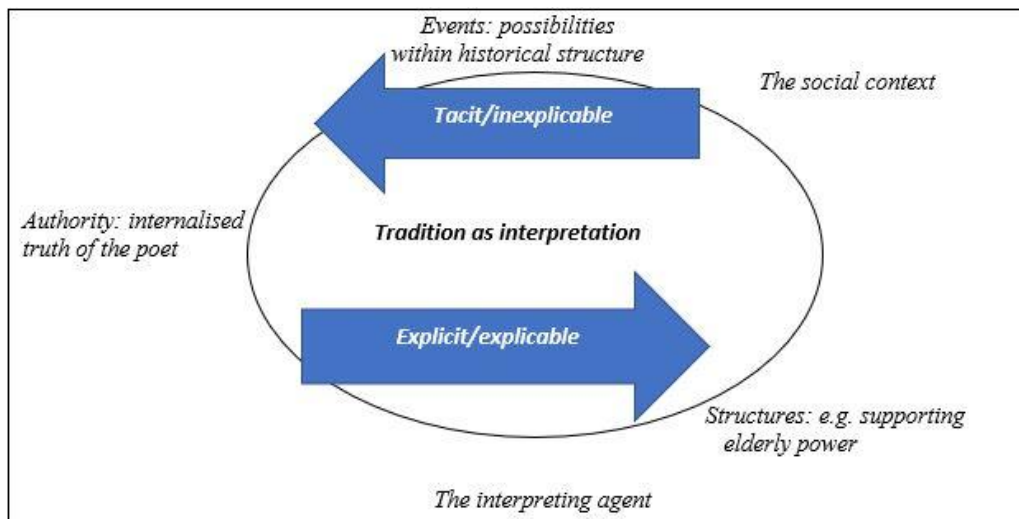 Events: possibilities
within historical structure
The social context
Tacit/inexplicable
Authority: internalised
truth of the poet
Tradition as interpretation
Explicit/explicable
Structures: e.g. supporting
elderly power
The interpreting agent